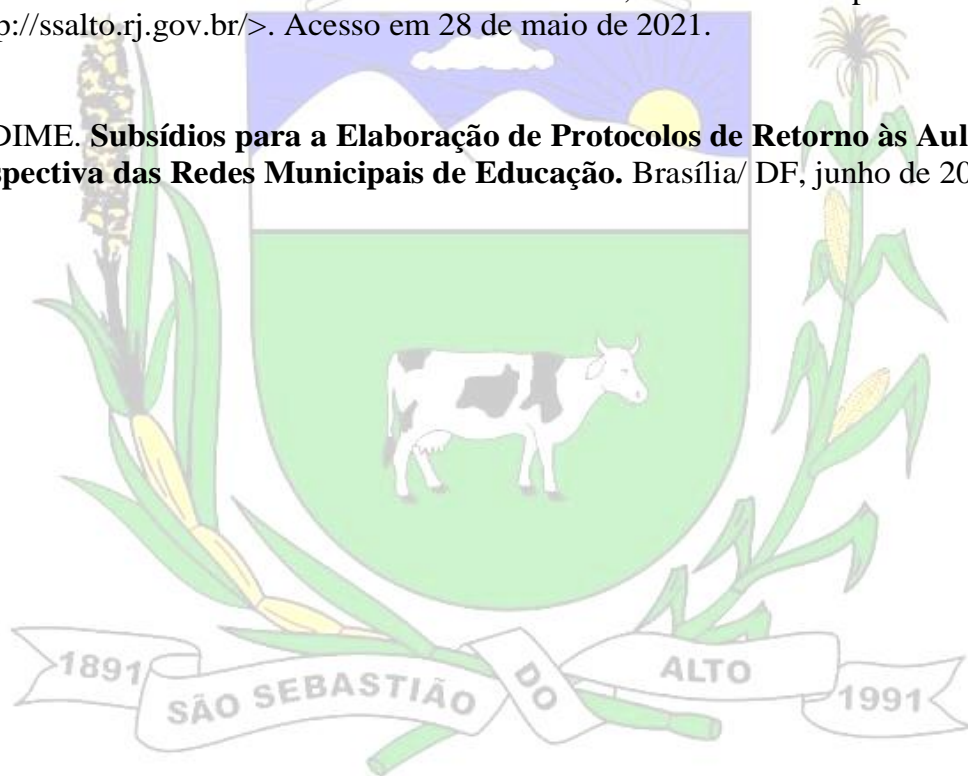 p://ssalto.rj.gov.br/>. Acesso em 28 de maio de 2021.
DIME. Subsídios para a Elaboração de Protocolos de Retorno às Aul
spectiva das Redes Municipais de Educação. Brasília/ DF, junho de 20
1891
SÃO SEBASTIÃO DO ALTO
1991